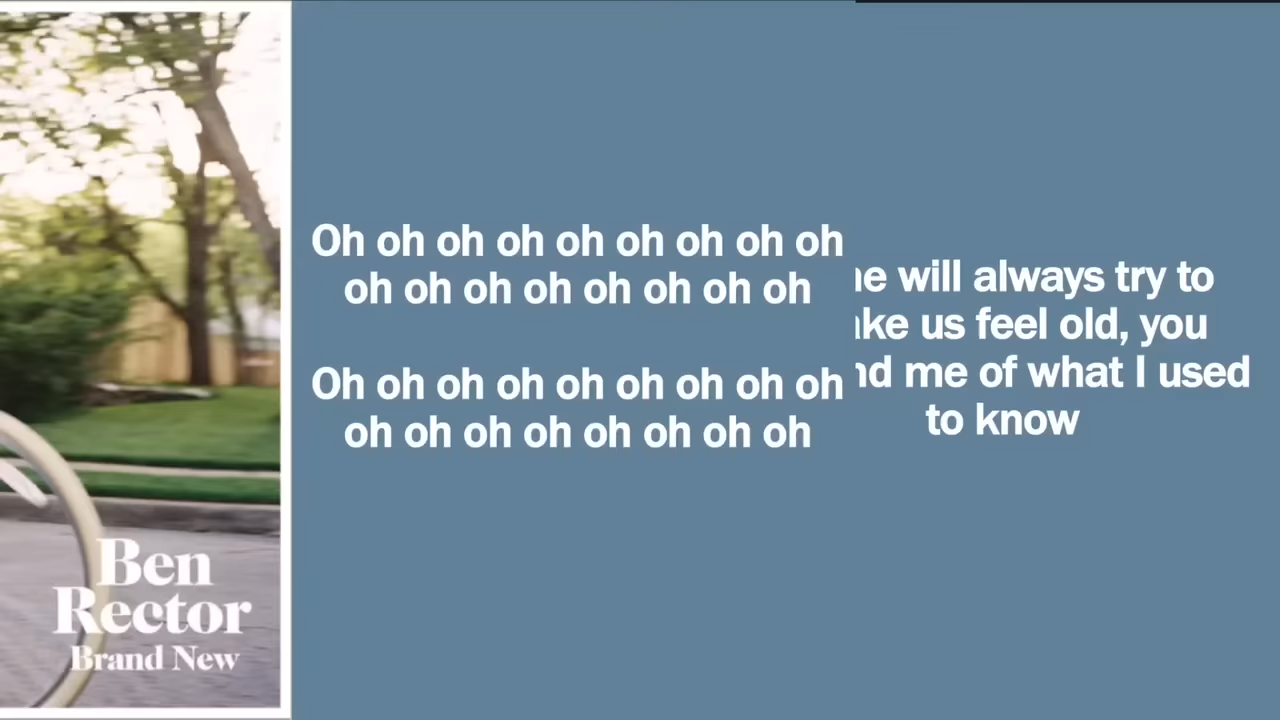 Oh oh oh oh oh oh oh oh oh
oh oh oh oh oh oh oh oh
Oh oh oh oh oh oh oh oh oh
oh oh oh oh oh oh oh oh
will always try to
us feel old, you
me of what I used
to know
Ben
Rector
Brand New